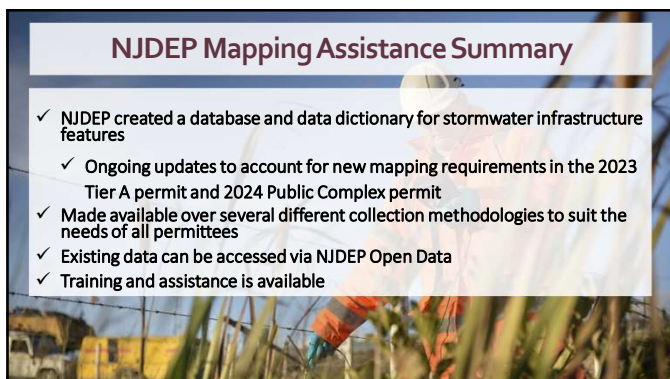 NJDEP Mapping Assistance Summary
✓ NJDEP created a database and data dictionary for stormwater infrastructure
features
✓ Ongoing updates to account for new mapping requirements in the 2023
Tier A permit and 2024 Public Complex permit
✓ Made available over several different collection methodologies to suit the
needs of all permittees
✓ Existing data can be accessed via NJDEP Open Data
✓ Training and assistance is available